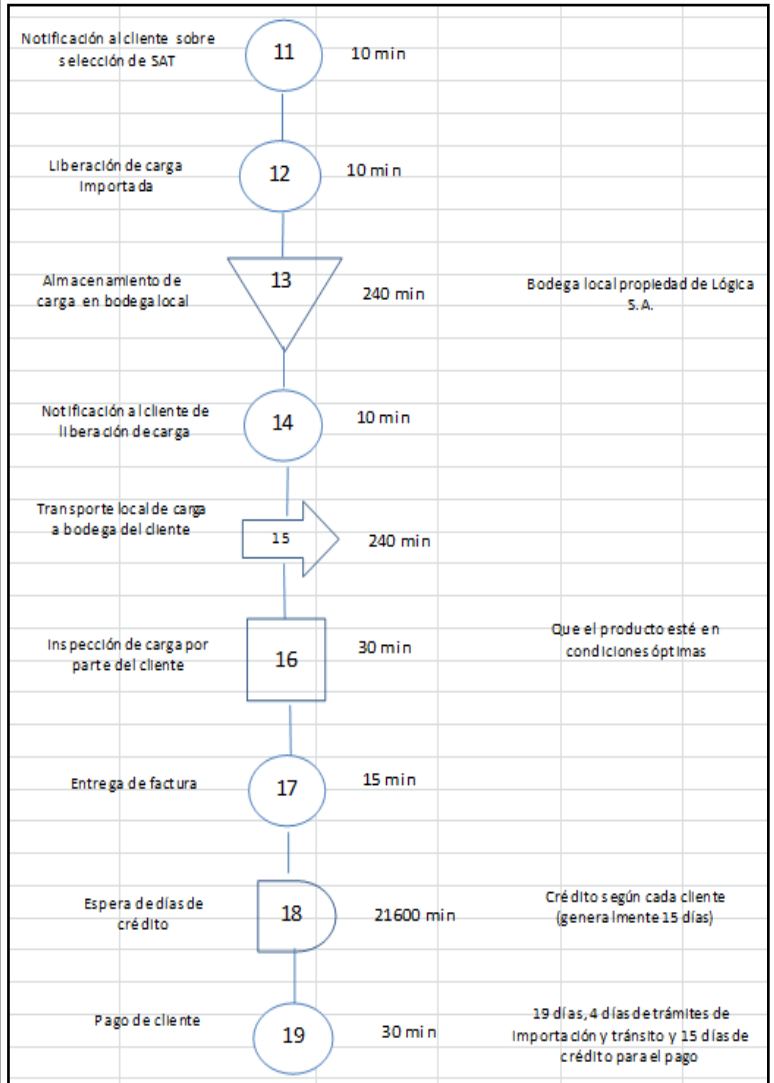 Notificación al cliente sobre
selección de SAT
11
10 min
Liberación de carga
Importada
12
10 min
Almacenamiento de
carga en bodega local
13
240 min
Bodega local propiedad de Lógica
S.A.
Notificación al cliente de
liberación de carga
14
10 min
Transporte local de carga
a bodega del cliente
15
240 min
Inspección de carga por
parte del cliente
16
30 min
Que el producto esté en
condiciones óptimas
Entrega de factura
17
15 min
Espera de días de
crédito
18
21600 min
Crédito según cada cliente
(generalmente 15 días)
Pago de cliente
19
30 min
19 días, 4 días de trámites de
importación y tránsito y 15 días de
crédito para el pago